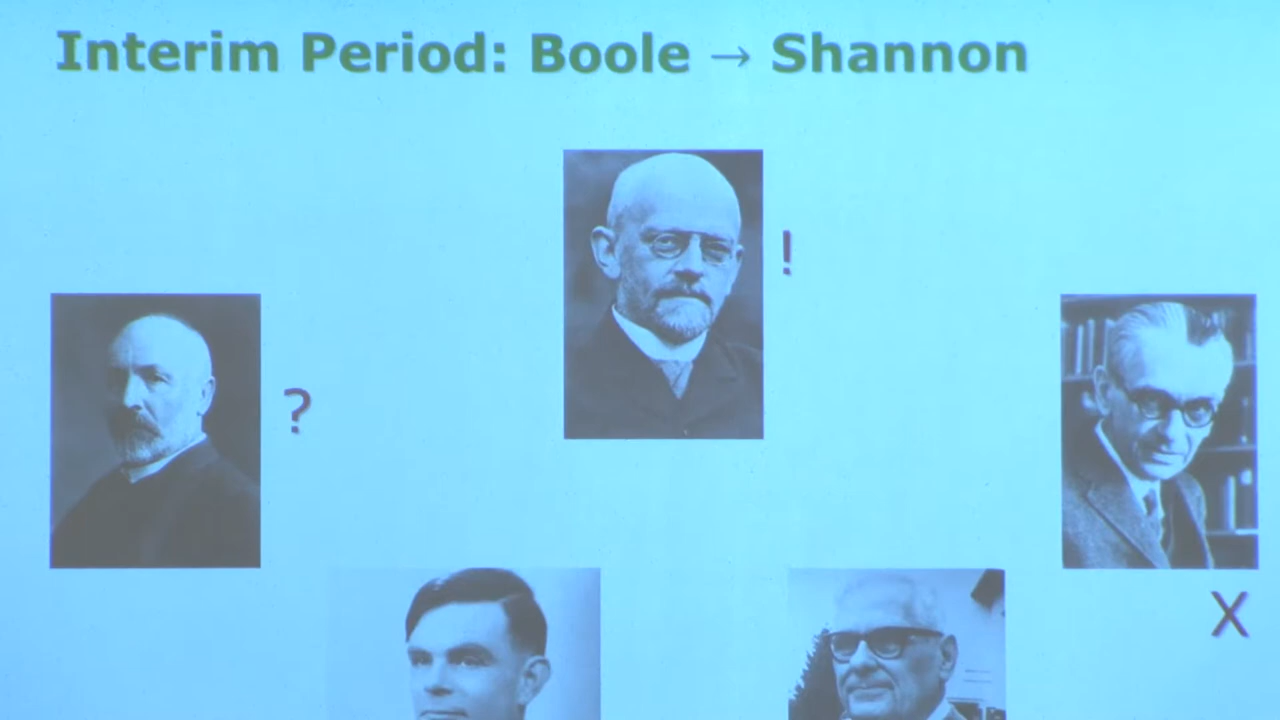 Interim Period: Boole → Shannon
!
?
X